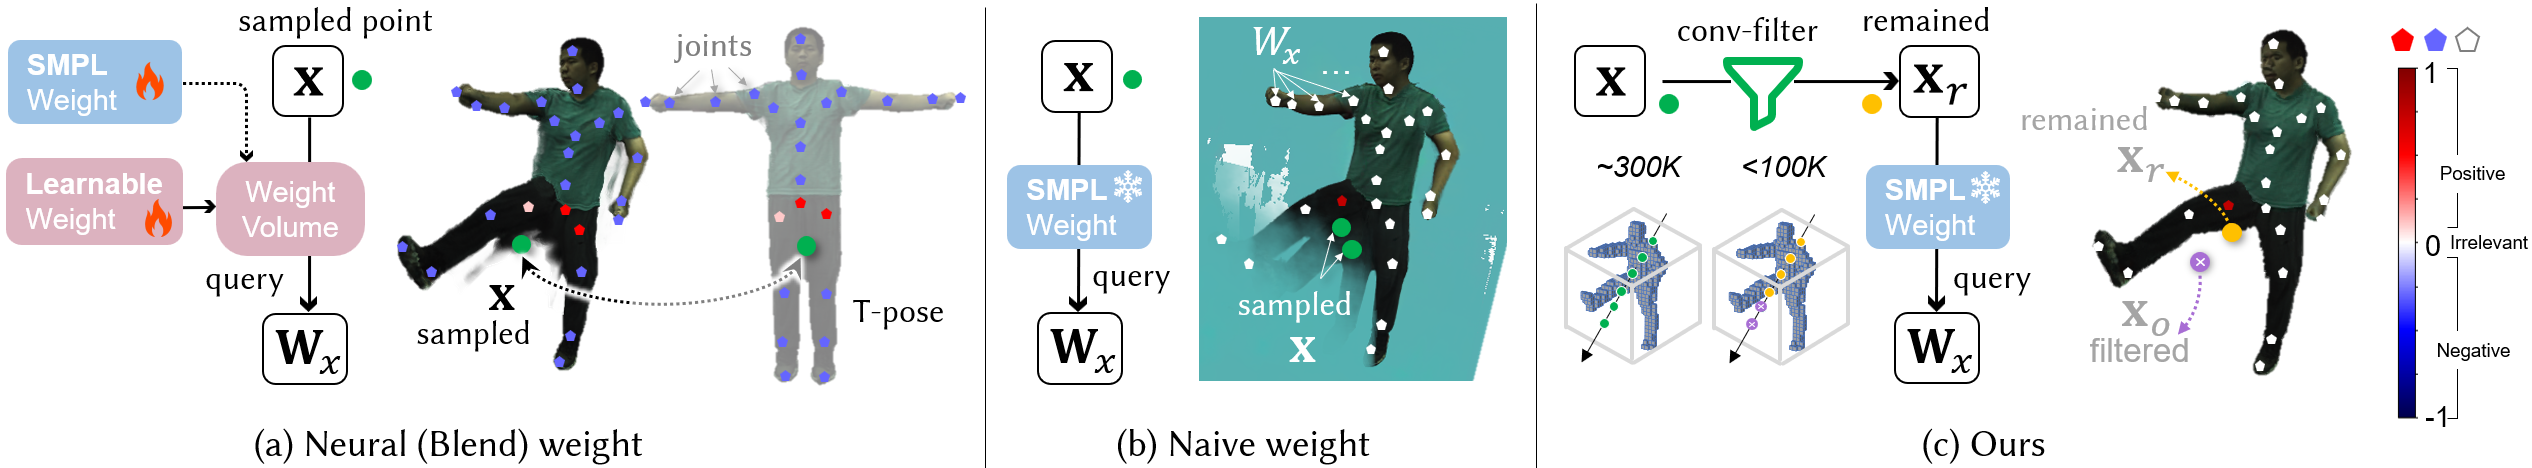 sampled point
SMPL
Weight
x
Learnable
Weight
Weight
Volume
query
W_x
joints
x
sampled
T-pose
(a) Neural (Blend) weight
x
SMPL
Weight
query
W_x
W_x
...
sampled
x
(b) Naive weight
conv-filter
remained
x
x_r
~300K
<100K
SMPL
Weight
query
W_x
remained
x_r
x_o
filtered
1
Positive
0
Irrelevant
Negative
-1
(c) Ours